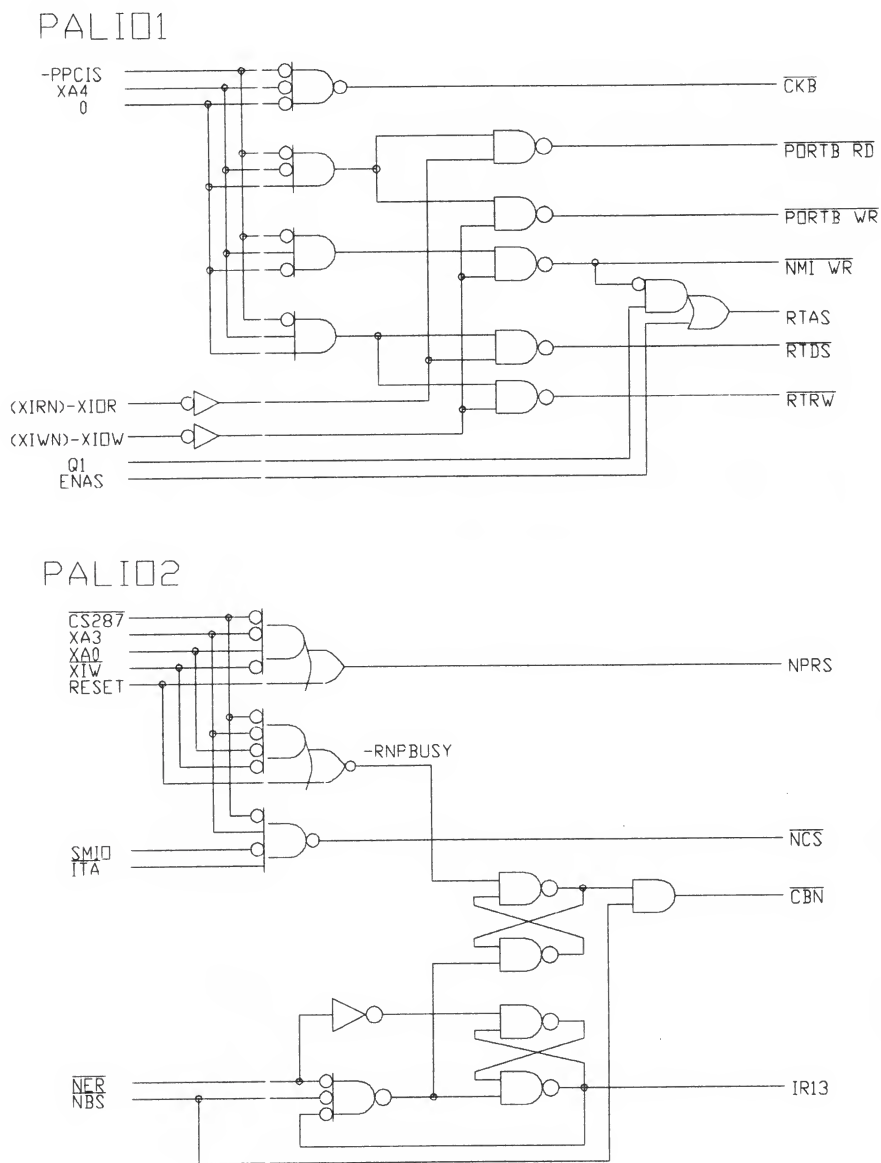 PALIO1
-PPCIS
XA4
0
CKB
PORTB RD
PORTB WR
NMI WR
RTAS
RTDS
RTRW
(XIRN)-XIOR
(XIWN)-XIOW
Q1
ENAS
PALIO2
CS287
XA3
XA0
XIW
RESET
NPRS
-RNPBUSY
NCS
SMIO
ITA
CBN
NER
NBS
IR13